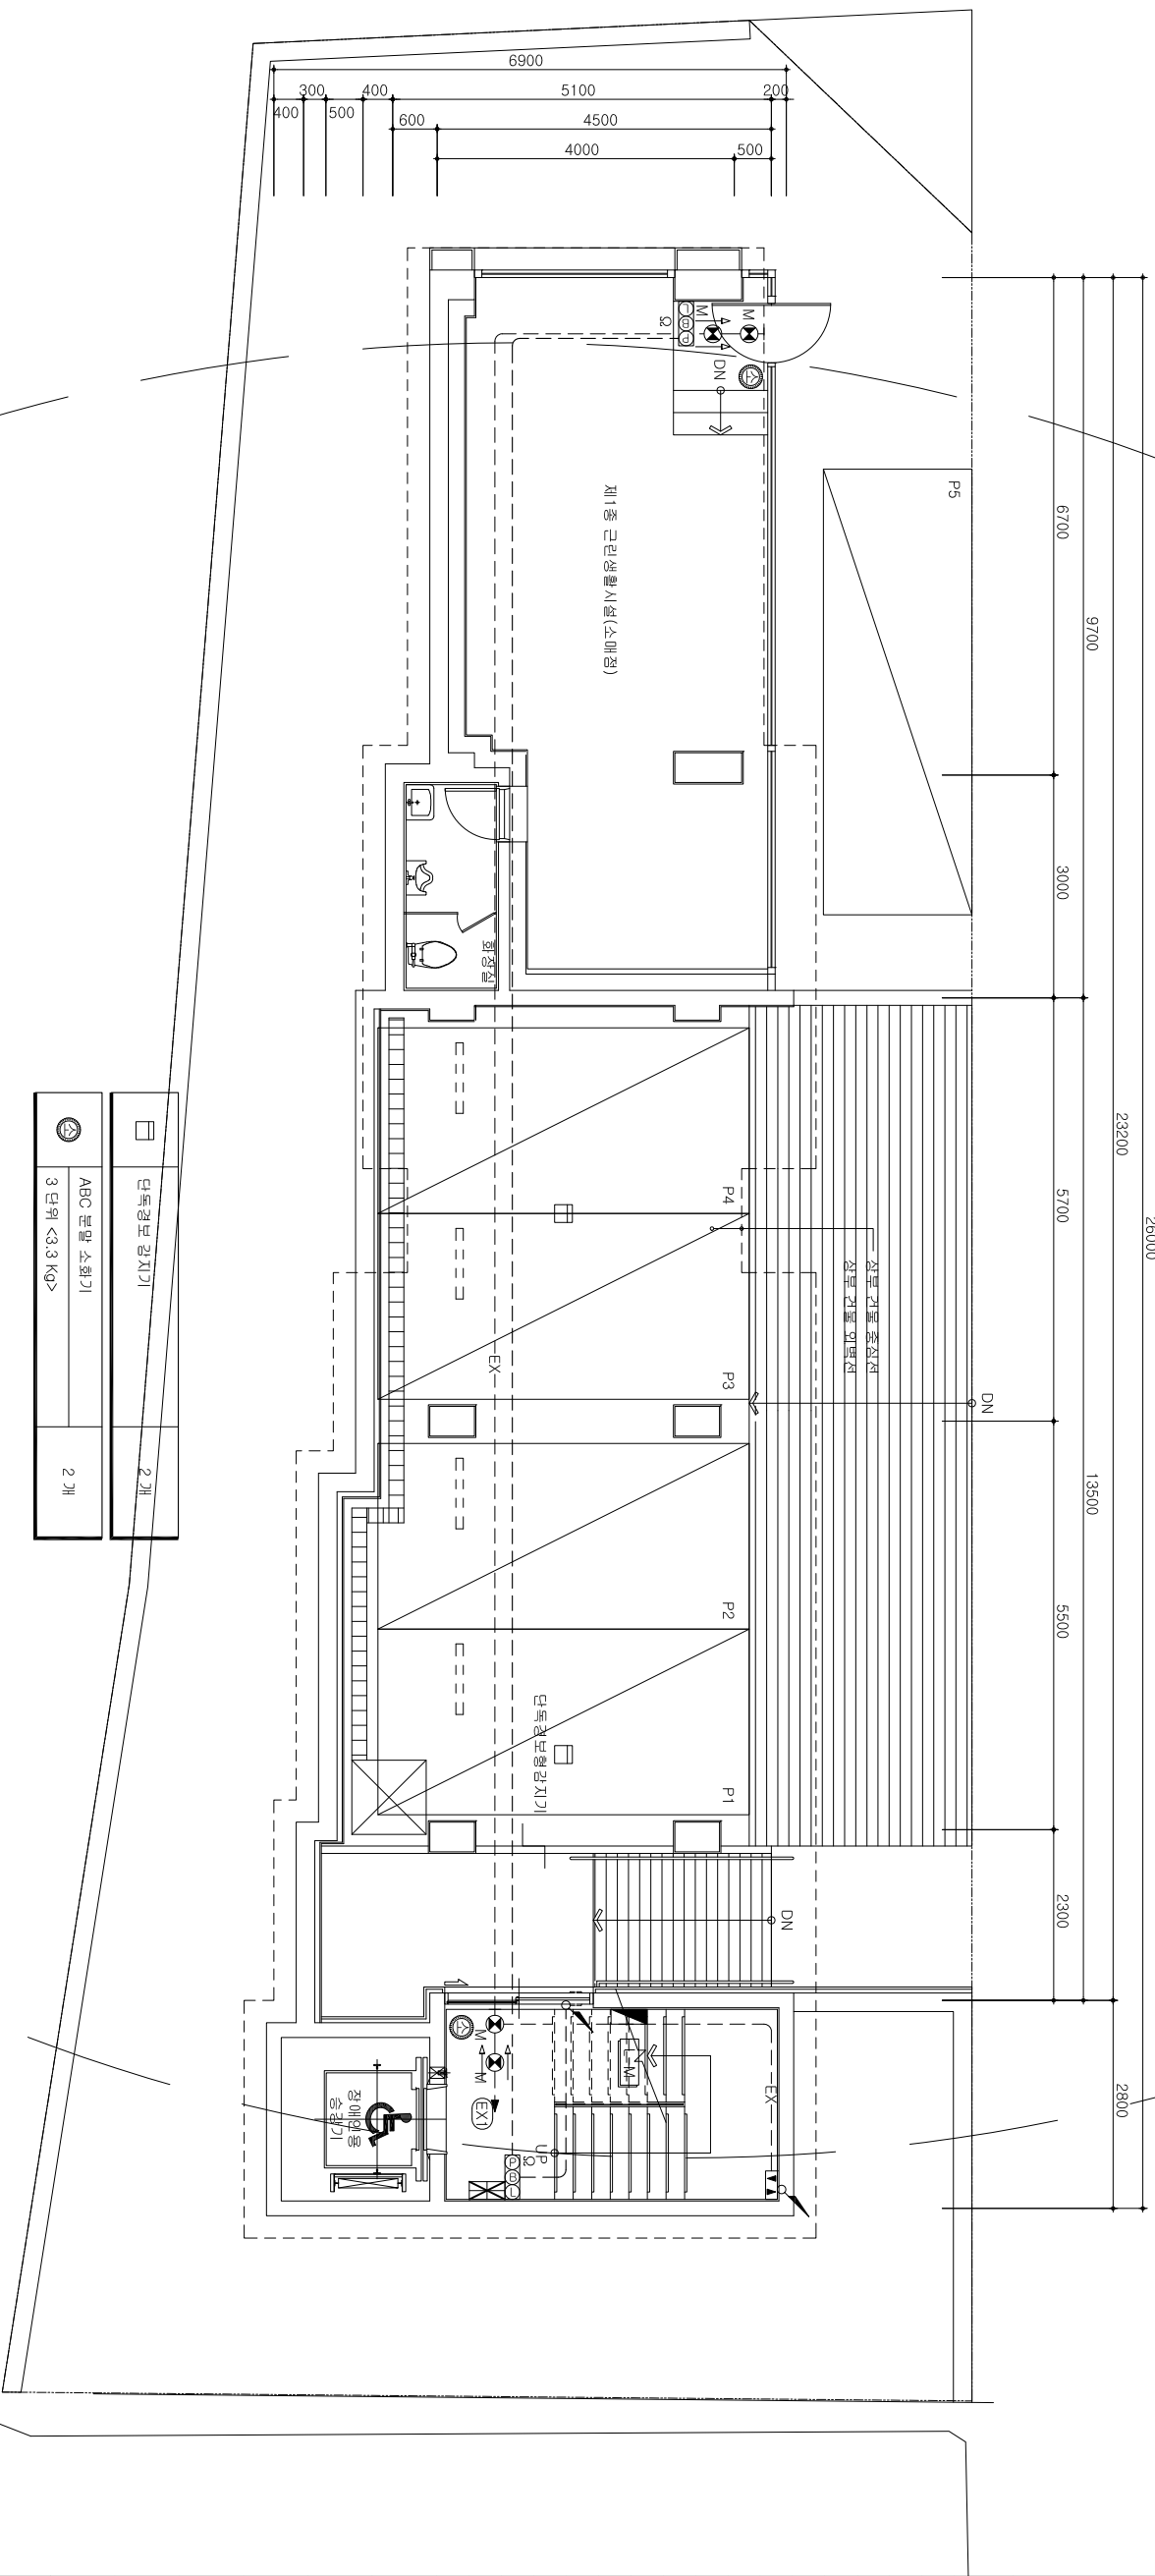 6900
300
400
5100
200
400
500
600
4500
4000
500
26000
23200
9700
13500
6700
3000
5700
5500
2300
2800
P5
M
M
L
B
P
Ω
소
DN
제1종 근린생활시설(소매점)
화장실
P4
P3
P2
P1
EX
상부 건물 중심선
상부 건물 외벽선
DN
단독경보형감지기
DN
소
M
M
EX1
M
EX
UP
Ω
P
B
L
장애인용
승강기
단독경보 감지기
2 개
소
ABC 분말 소화기
3 단위 <3.3 Kg>
2 개